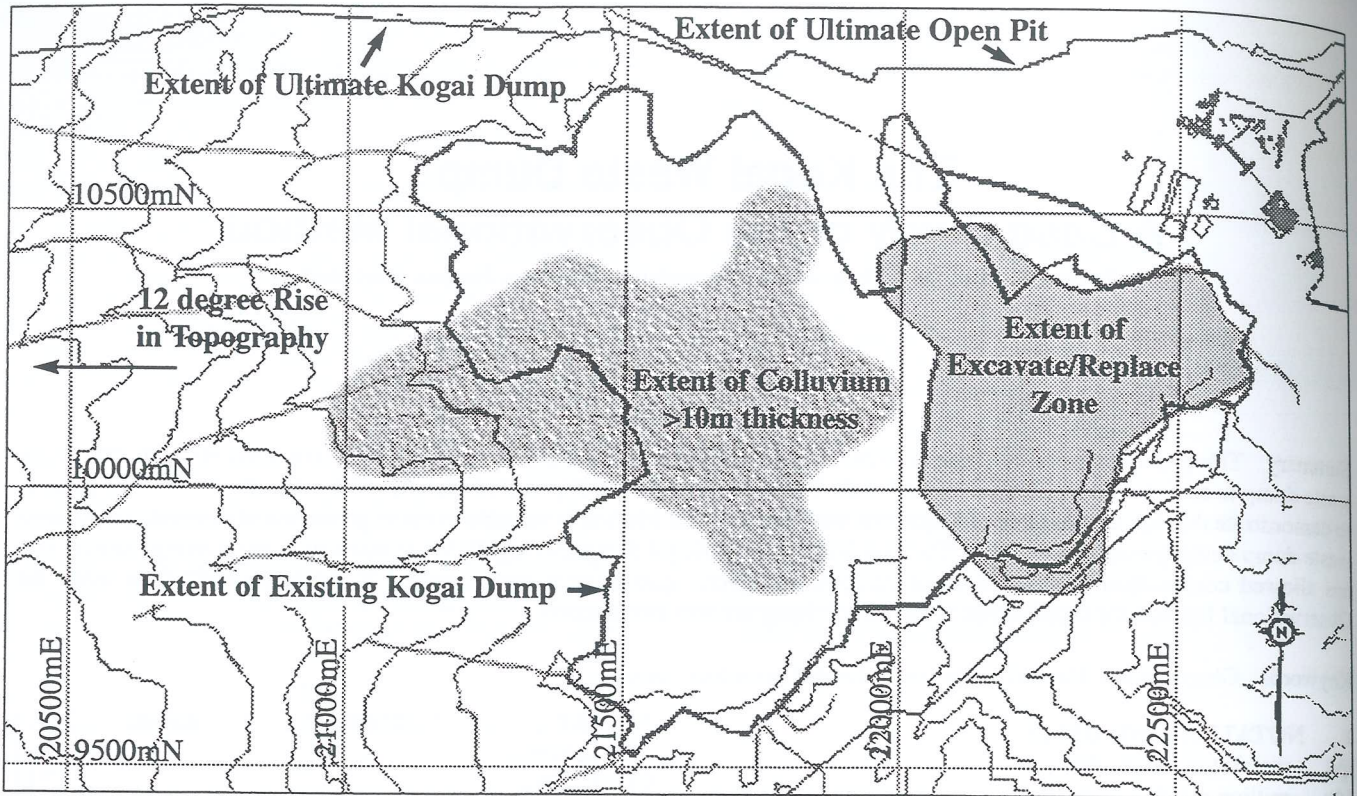 Extent of Ultimate Open Pit
Extent of Ultimate Kogai Dump
10500mN
12 degree Rise
in Topography
Extent of
Excavate/Replace
Zone
Extent of Colluvium
>10m thickness
10000mN
Extent of Existing Kogai Dump
N
20500mE
21000mE
21500mE
22000mE
22500mE
9500mN